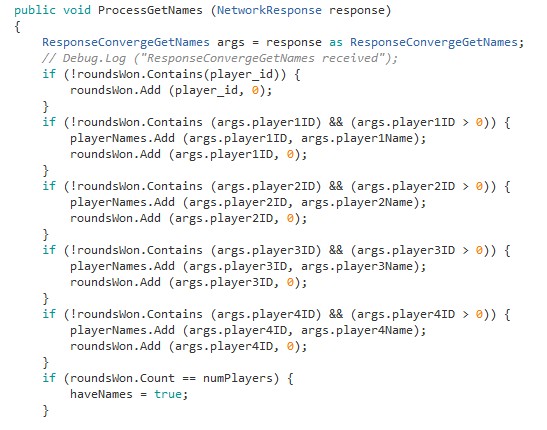 public void ProcessGetNames (NetworkResponse response)
{
ResponseConvergeGetNames args = response as ResponseConvergeGetNames;
// Debug.Log ("ResponseConvergeGetNames received");
if (!roundsWon.Contains(player_id)) {
roundsWon.Add (player_id, 0);
}
if (!roundsWon.Contains (args.player1ID) && (args.player1ID > 0)) {
playerNames.Add (args.player1ID, args.player1Name);
roundsWon.Add (args.player1ID, 0);
}
if (!roundsWon.Contains (args.player2ID) && (args.player2ID > 0)) {
playerNames.Add (args.player2ID, args.player2Name);
roundsWon.Add (args.player2ID, 0);
}
if (!roundsWon.Contains (args.player3ID) && (args.player3ID > 0)) {
playerNames.Add (args.player3ID, args.player3Name);
roundsWon.Add (args.player3ID, 0);
}
if (!roundsWon.Contains (args.player4ID) && (args.player4ID > 0)) {
playerNames.Add (args.player4ID, args.player4Name);
roundsWon.Add (args.player4ID, 0);
}
if (roundsWon.Count == numPlayers) {
haveNames = true;
}